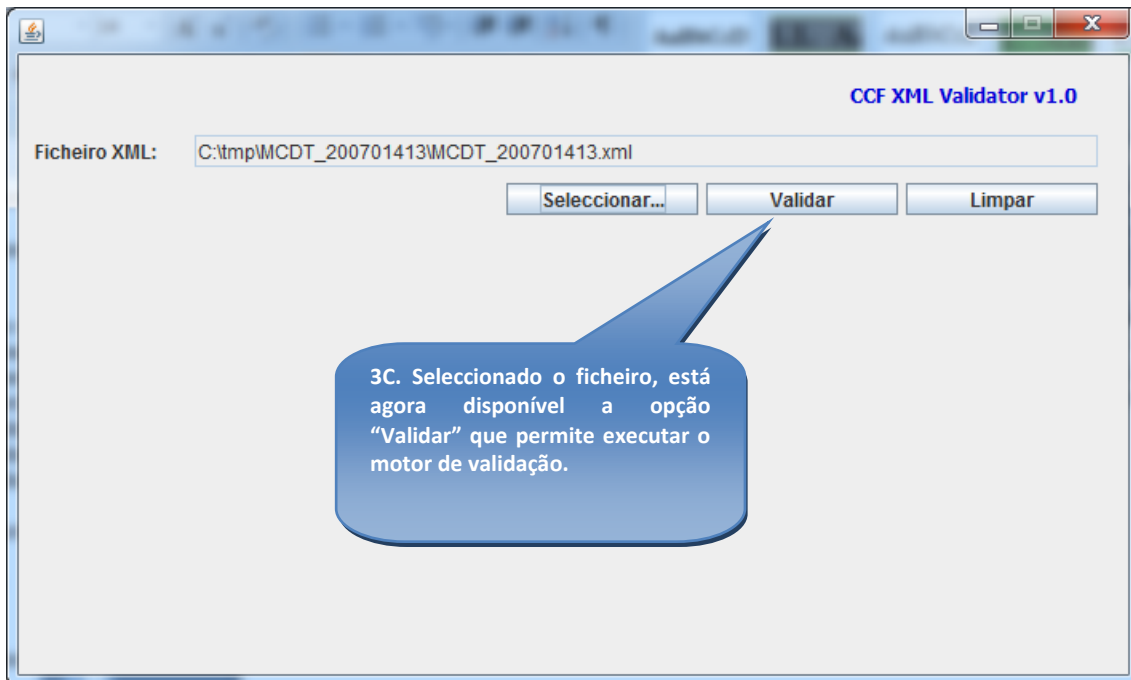 CCF XML Validator v1.0
Ficheiro XML: C:\tmp\MCDT_200701413\MCDT_200701413.xml
Seleccionar... Validar Limpar
3C. Seleccionado o ficheiro, está
agora disponível a opção
“Validar” que permite executar o
motor de validação.